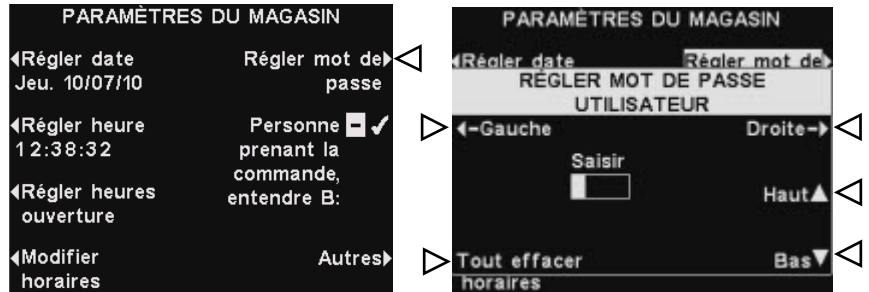 PARAMÈTRES DU MAGASIN
Régler date
Jeu. 10/07/10
Régler mot de
passe
Régler heure
12:38:32
Personne - ✓
prenant la
commande,
entendre B:
Régler heures
ouverture
Modifier
horaires
Autres
PARAMÈTRES DU MAGASIN
Régler date
Régler mot de
RÉGLER MOT DE PASSE
UTILISATEUR
-Gauche
Droite-
Saisir
Haut
Tout effacer
Bas
horaires